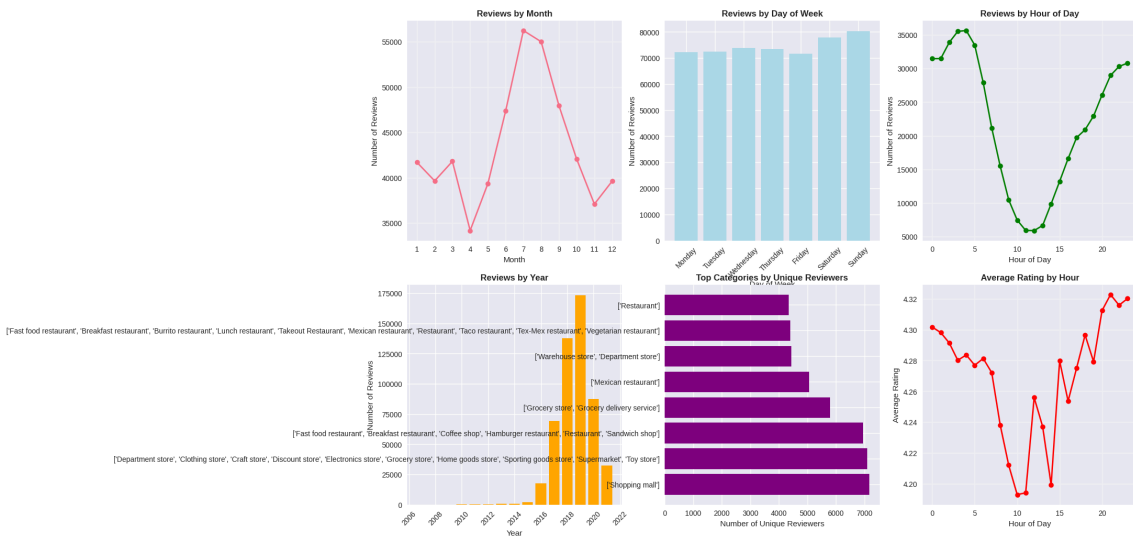 Reviews by Month
Number of Reviews
55000
50000
45000
40000
35000
1 2 3 4 5 6 7 8 9 10 11 12
Month
Reviews by Day of Week
Number of Reviews
80000
70000
60000
50000
40000
30000
20000
10000
0
Monday Tuesday Wednesday Thursday Friday Saturday Sunday
Day of Week
Reviews by Hour of Day
Number of Reviews
35000
30000
25000
20000
15000
10000
5000
0 5 10 15 20
Hour of Day
Reviews by Year
Number of Reviews
175000
150000
125000
100000
75000
50000
25000
0
2006 2008 2010 2012 2014 2016 2018 2020 2022
Year
Top Categories by Unique Reviewers
['Restaurant']
['Fast food restaurant', 'Breakfast restaurant', 'Burrito restaurant', 'Lunch restaurant', 'Takeout Restaurant', 'Mexican restaurant', 'Restaurant', 'Taco restaurant', 'Tex-Mex restaurant', 'Vegetarian restaurant']
['Warehouse store', 'Department store']
['Mexican restaurant']
['Grocery store', 'Grocery delivery service']
['Fast food restaurant', 'Breakfast restaurant', 'Coffee shop', 'Hamburger restaurant', 'Restaurant', 'Sandwich shop']
['Department store', 'Clothing store', 'Craft store', 'Discount store', 'Electronics store', 'Grocery store', 'Home goods store', 'Sporting goods store', 'Supermarket', 'Toy store']
['Shopping mall']
0 1000 2000 3000 4000 5000 6000 7000
Number of Unique Reviewers
Average Rating by Hour
Average Rating
4.32
4.30
4.28
4.26
4.24
4.22
4.20
0 5 10 15 20
Hour of Day